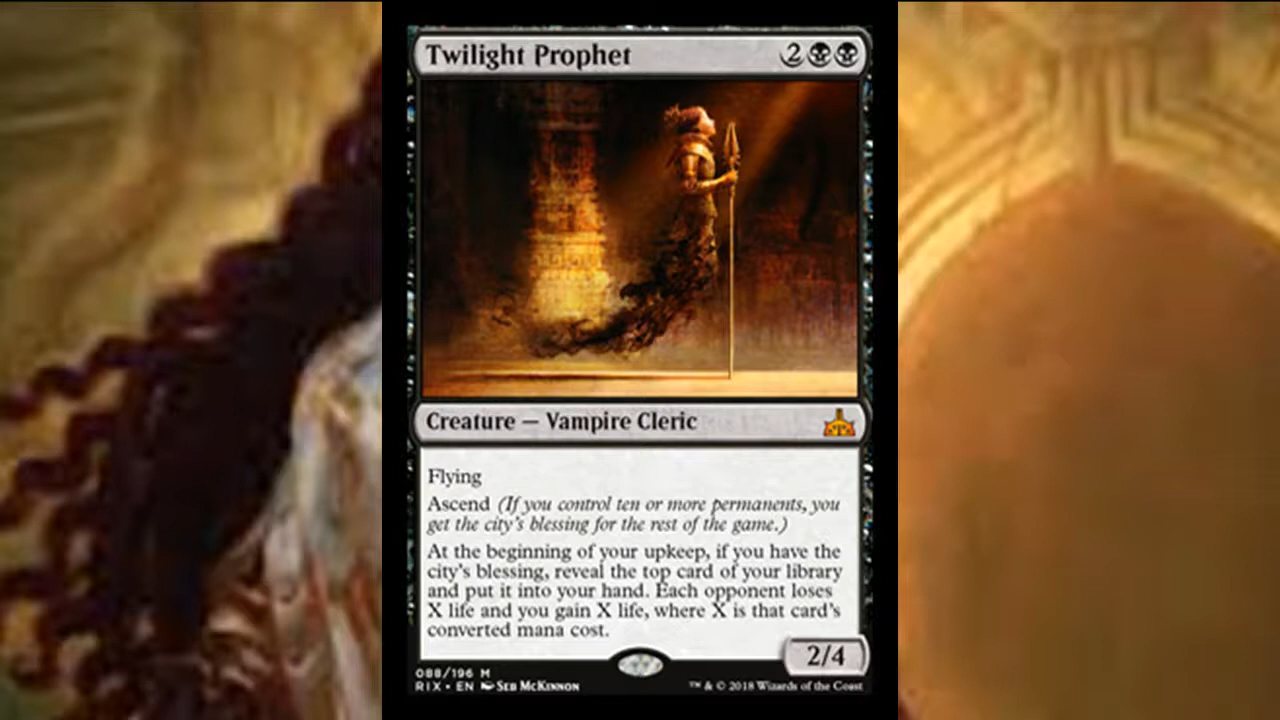 Twilight Prophet 2
Creature — Vampire Cleric
Flying
Ascend (If you control ten or more permanents, you
get the city's blessing for the rest of the game.)
At the beginning of your upkeep, if you have the
city's blessing, reveal the top card of your library
and put it into your hand. Each opponent loses
X life and you gain X life, where X is that card's
converted mana cost.
2/4
088/196 M
RIX • EN Seb McKinnon ™ & © 2018 Wizards of the Coast